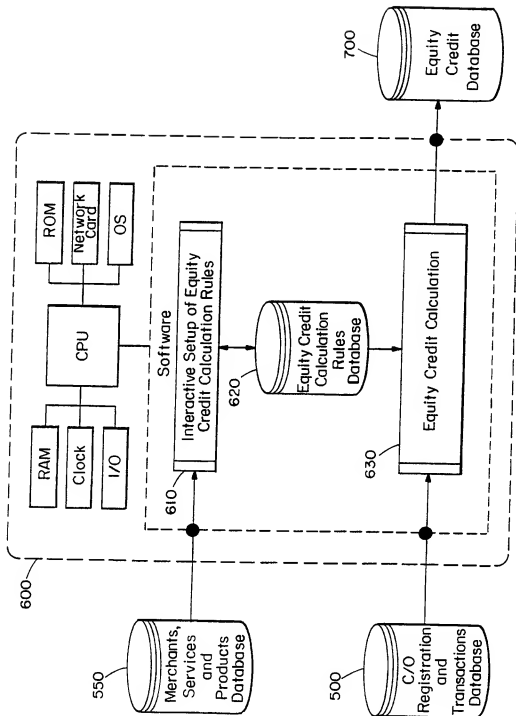 600
RAM
Clock
I/O
CPU
ROM
Network
Card
OS
Software
550
Merchants,
Services
and
Products
Database
610
Interactive Setup of Equity
Credit Calculation Rules
620
Equity Credit
Calculation
Rules
Database
500
C/O
Registration
and
Transactions
Database
630
Equity Credit Calculation
700
Equity
Credit
Database